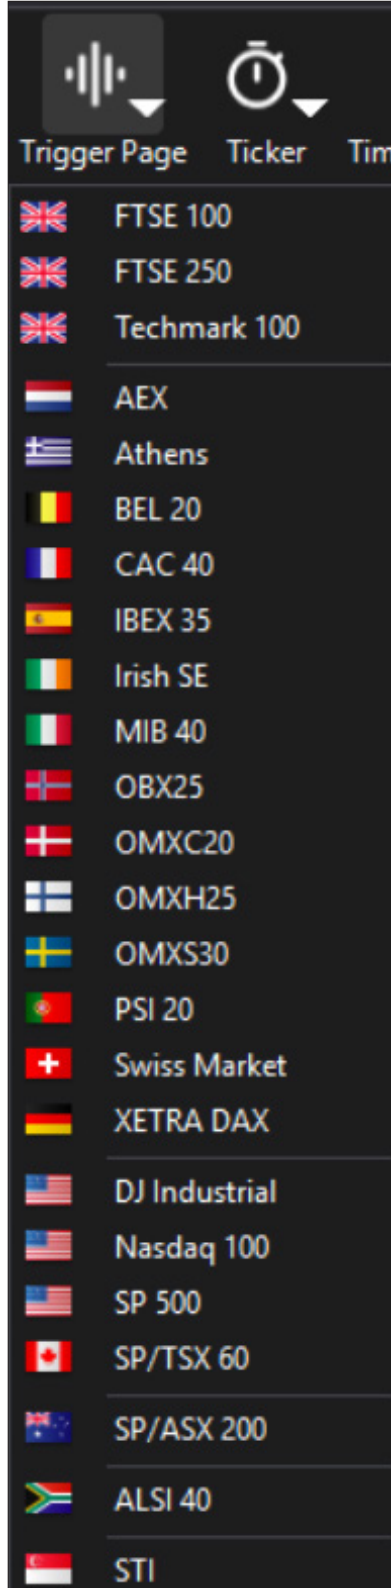 Trigger Page Ticker Tim
FTSE 100
FTSE 250
Techmark 100
AEX
Athens
BEL 20
CAC 40
IBEX 35
Irish SE
MIB 40
OBX25
OMXC20
OMXH25
OMXS30
PSI 20
Swiss Market
XETRA DAX
DJ Industrial
Nasdaq 100
SP 500
SP/TSX 60
SP/ASX 200
ALSI 40
STI